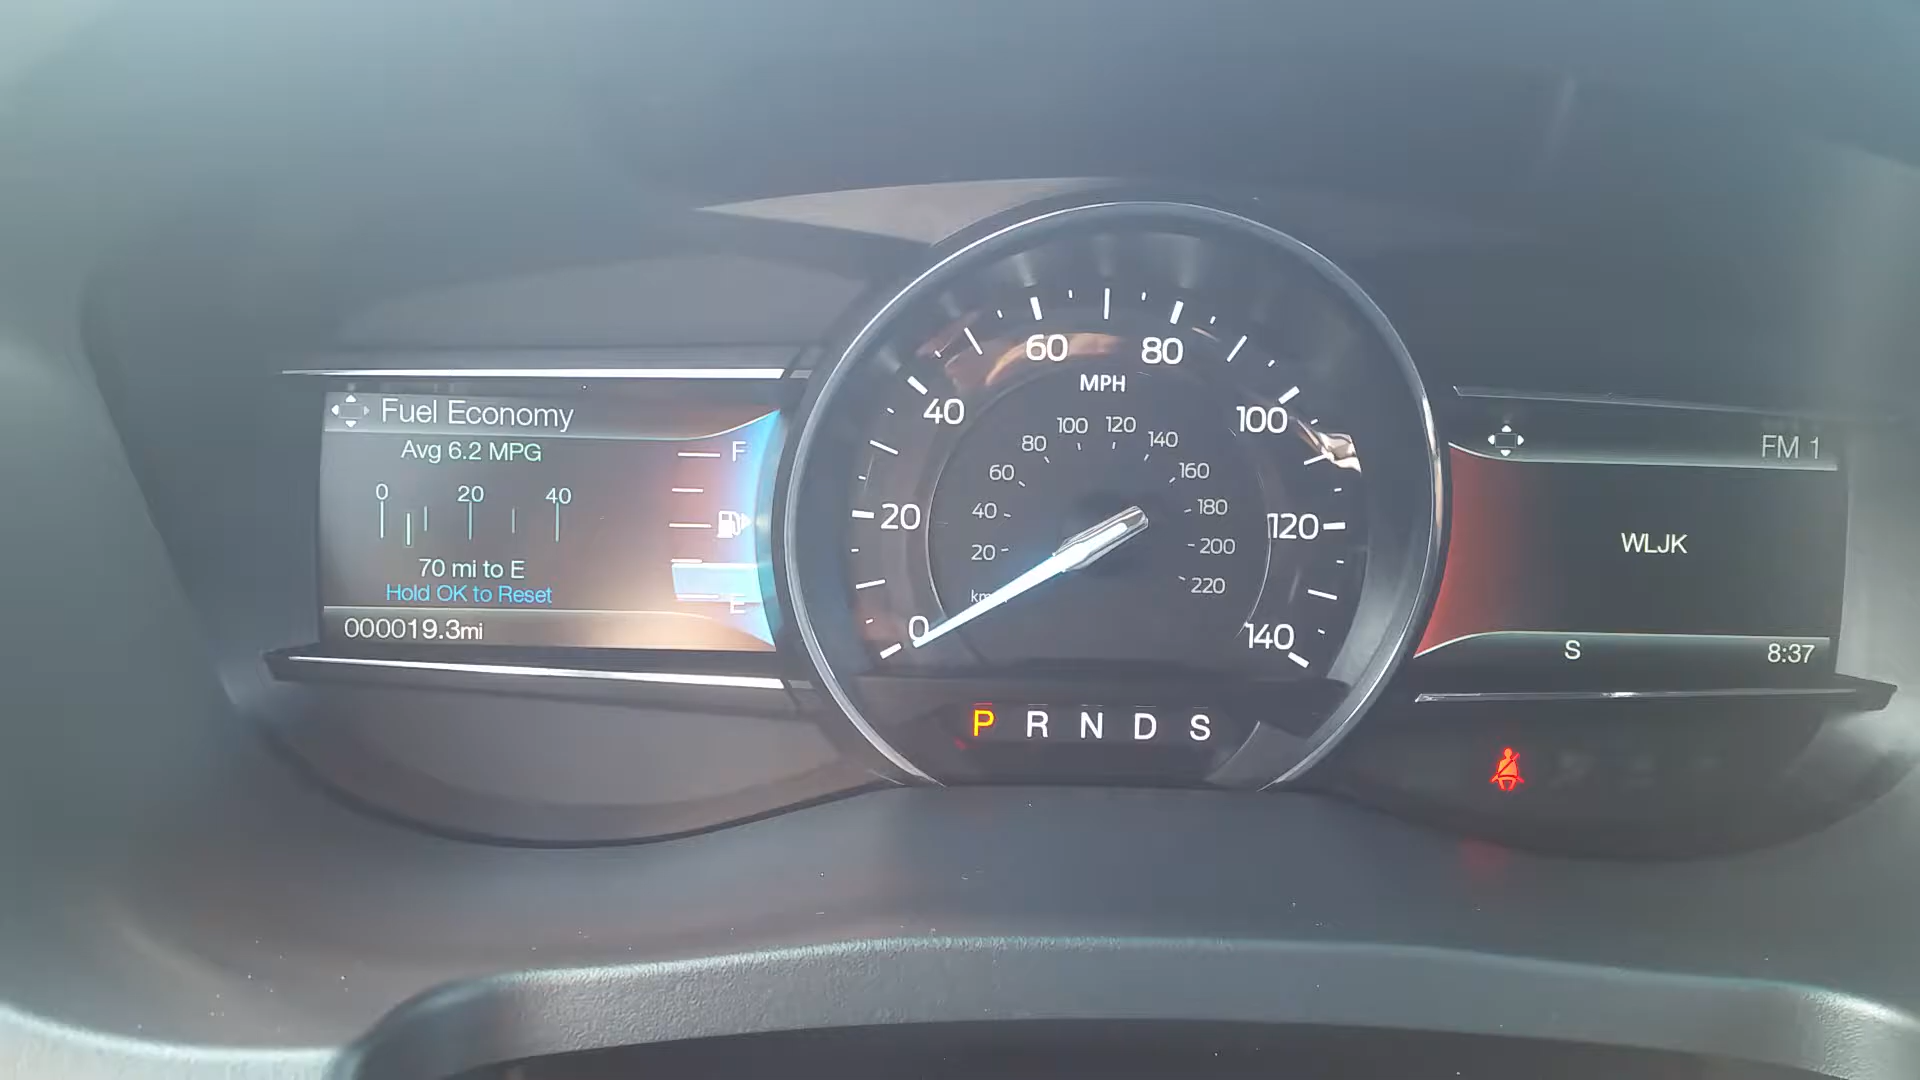 Fuel Economy
Avg 6.2 MPG
0 20 40
70 mi to E
Hold OK to Reset
000019.3mi
F
E
0 20 40 60 80 100 120 140
MPH
20 40 60 80 100 120 140 160 180 200 220
P R N D S
FM 1
WLJK
S 8:37